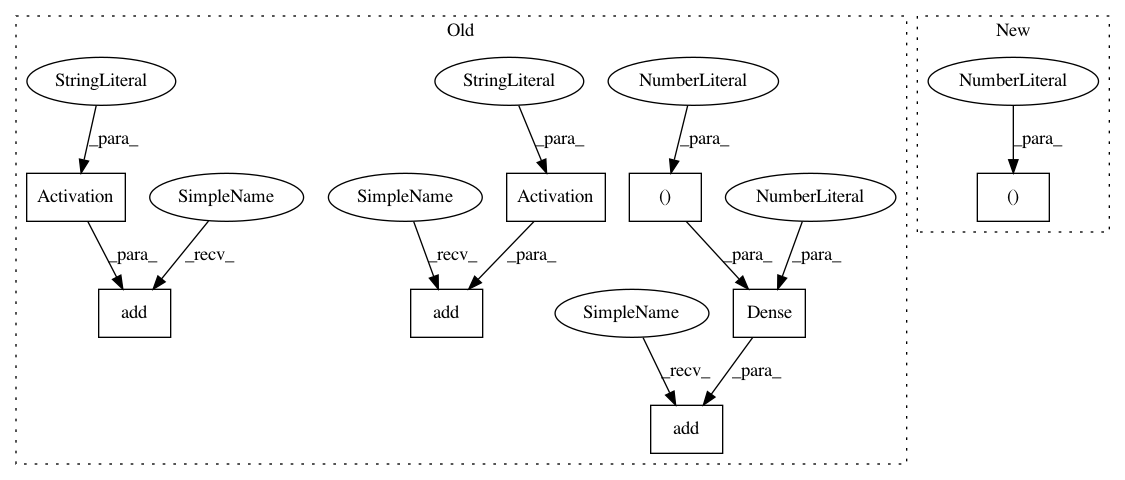 Old
New
StringLiteral
StringLiteral
NumberLiteral
NumberLiteral
_para_
_para_
_para_
_para_
Activation
SimpleName
SimpleName
Activation
()
NumberLiteral
()
_para_
_recv_
_recv_
_para_
_para_
_para_
add
add
SimpleName
Dense
_recv_
_para_
add